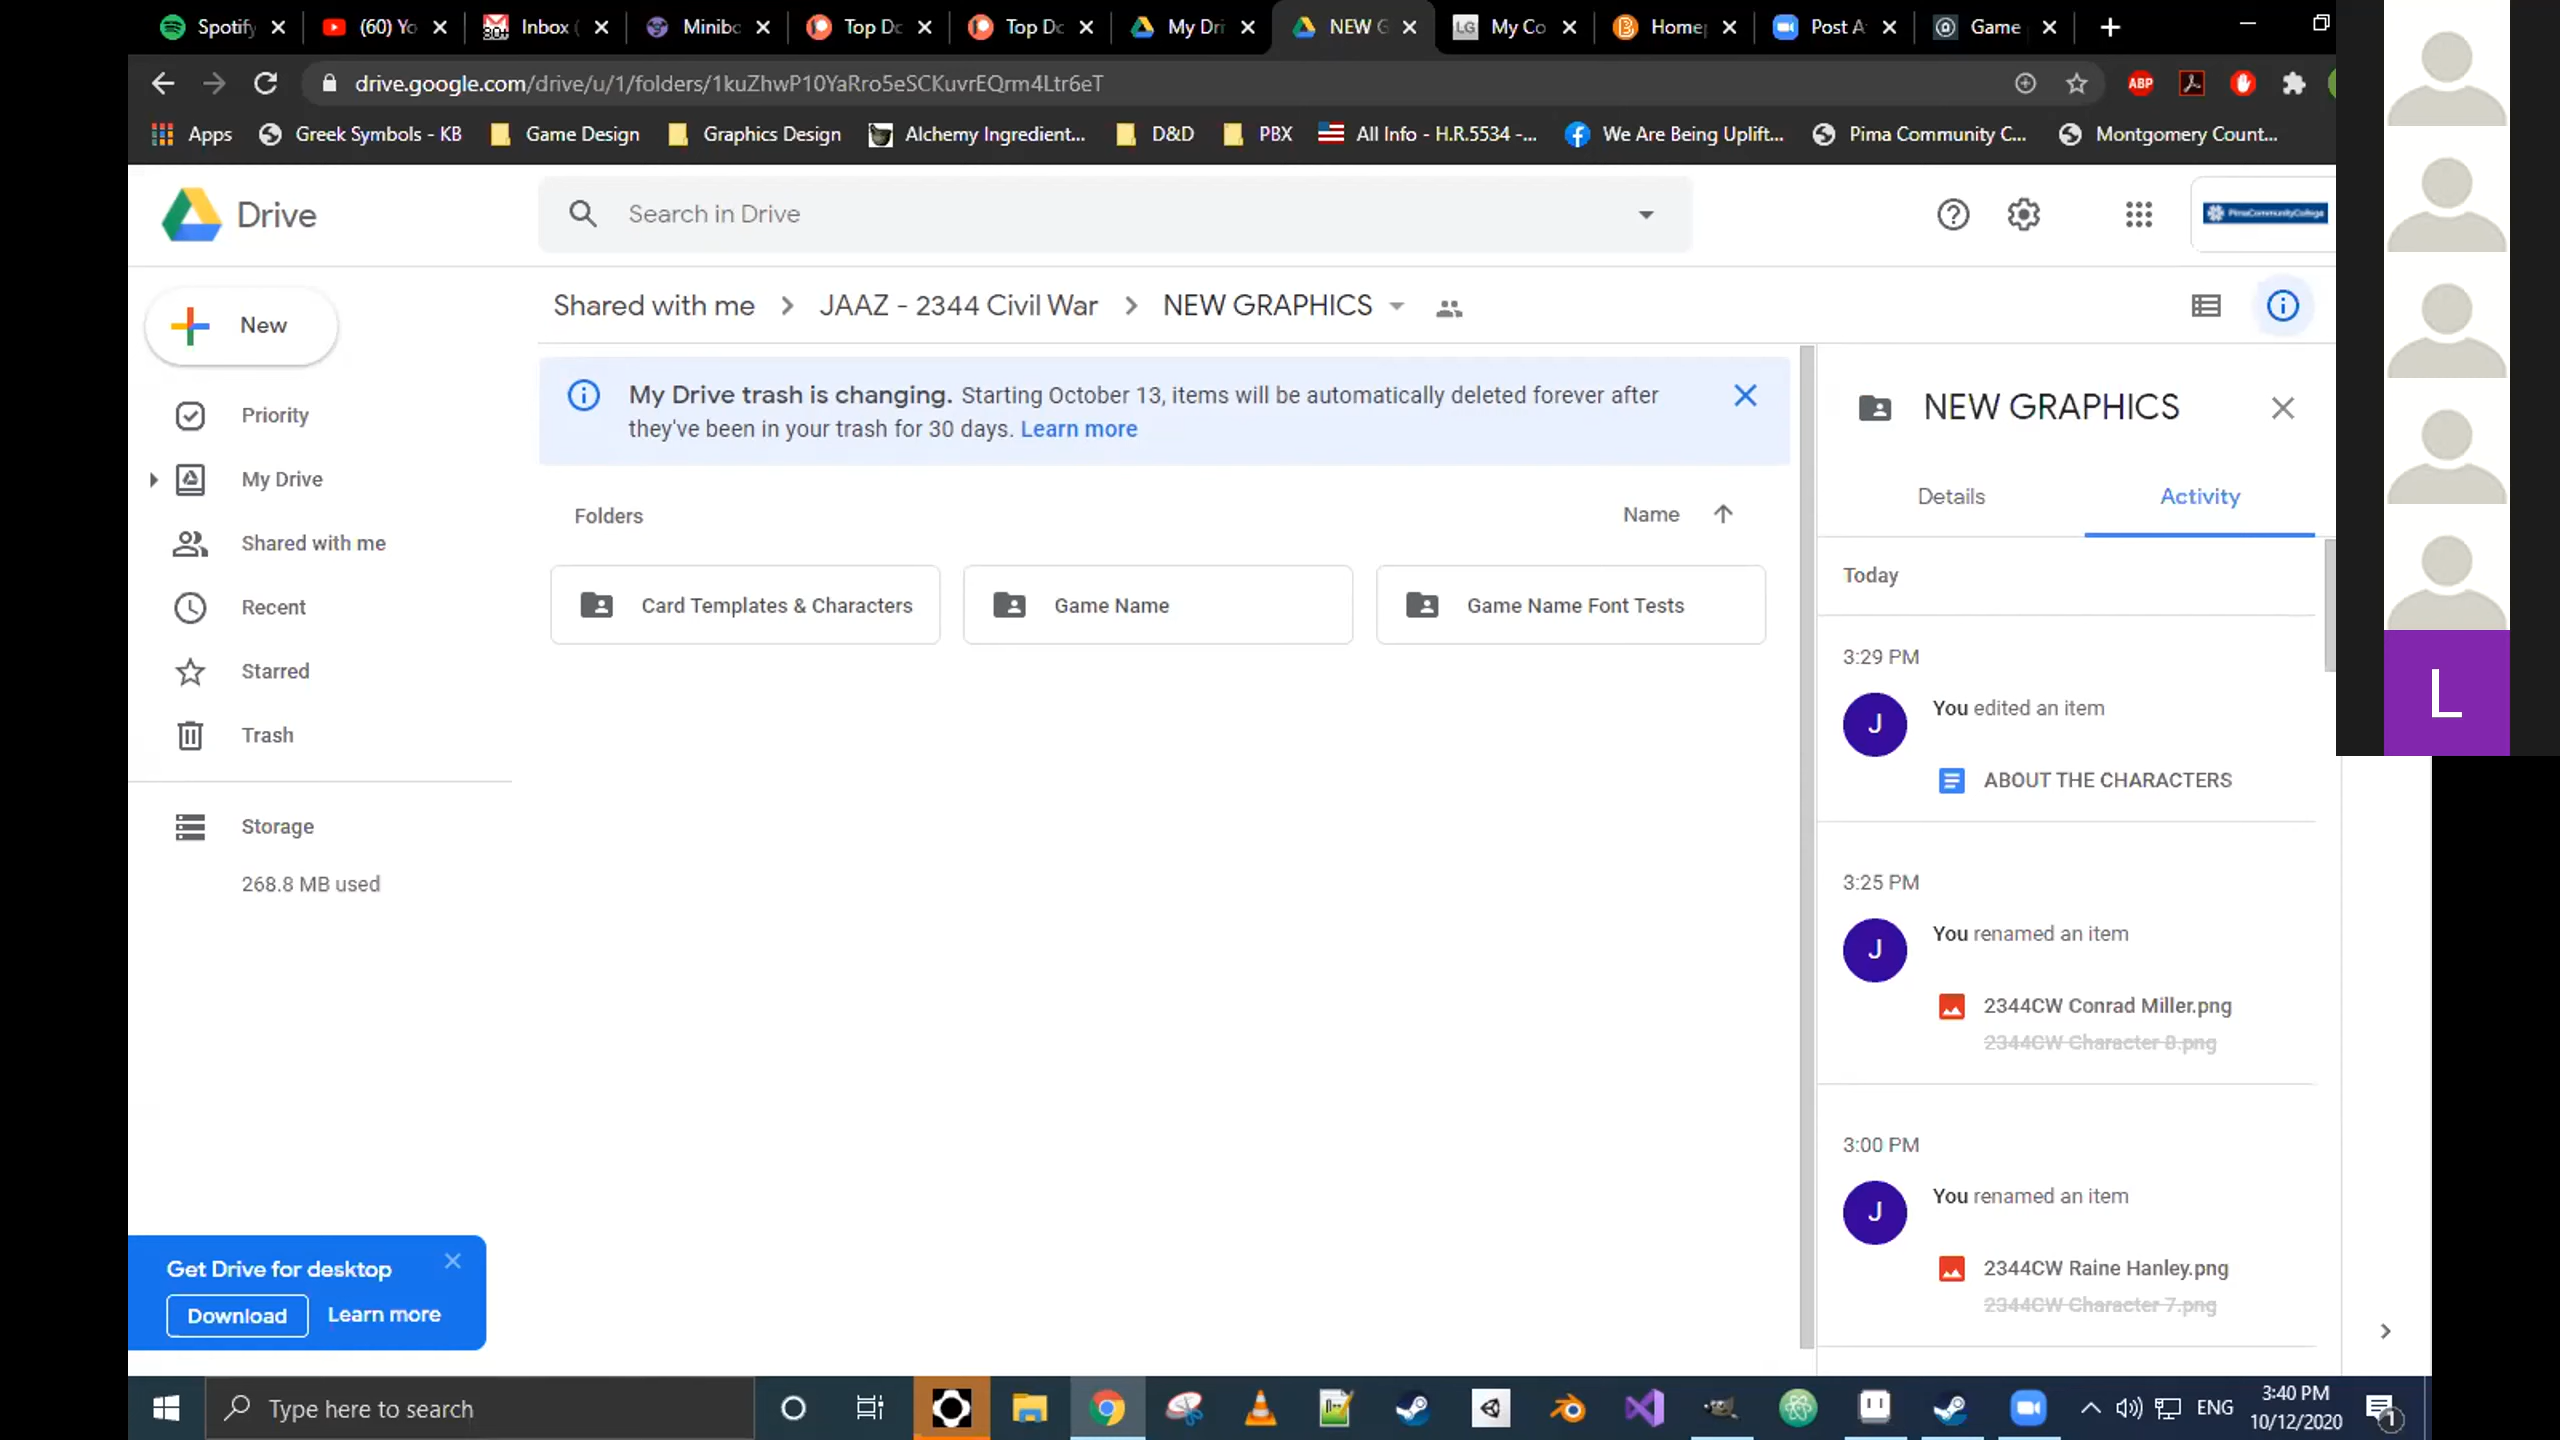 Spotify
(60) Yo
Inbox (
Minibo
Top Do
Top Do
My Dri
NEW G
LG
My Co
Home
Post A
Game
80+
drive.google.com/drive/u/1/folders/1kuZhwP10YaRro5eSCKuvrEQrm4Ltr6eT
ABP
Apps
Greek Symbols - KB
Game Design
Graphics Design
Alchemy Ingredient...
D&D
PBX
All Info - H.R.5534 -...
We Are Being Uplift...
Pima Community C...
Montgomery Count...
Drive
Search in Drive
PimaCommunityCollege
New
Shared with me
JAAZ - 2344 Civil War
NEW GRAPHICS
My Drive trash is changing. Starting October 13, items will be automatically deleted forever after
they've been in your trash for 30 days. Learn more
NEW GRAPHICS
Details
Activity
Priority
My Drive
Shared with me
Recent
Starred
Trash
Storage
268.8 MB used
Folders
Name
Card Templates & Characters
Game Name
Game Name Font Tests
Today
3:29 PM
J
You edited an item
ABOUT THE CHARACTERS
3:25 PM
J
You renamed an item
2344CW Conrad Miller.png
2344CW Character 8.png
3:00 PM
J
You renamed an item
2344CW Raine Hanley.png
2344CW Character 7.png
L
Get Drive for desktop
Download
Learn more
Type here to search
ENG
3:40 PM
10/12/2020
1